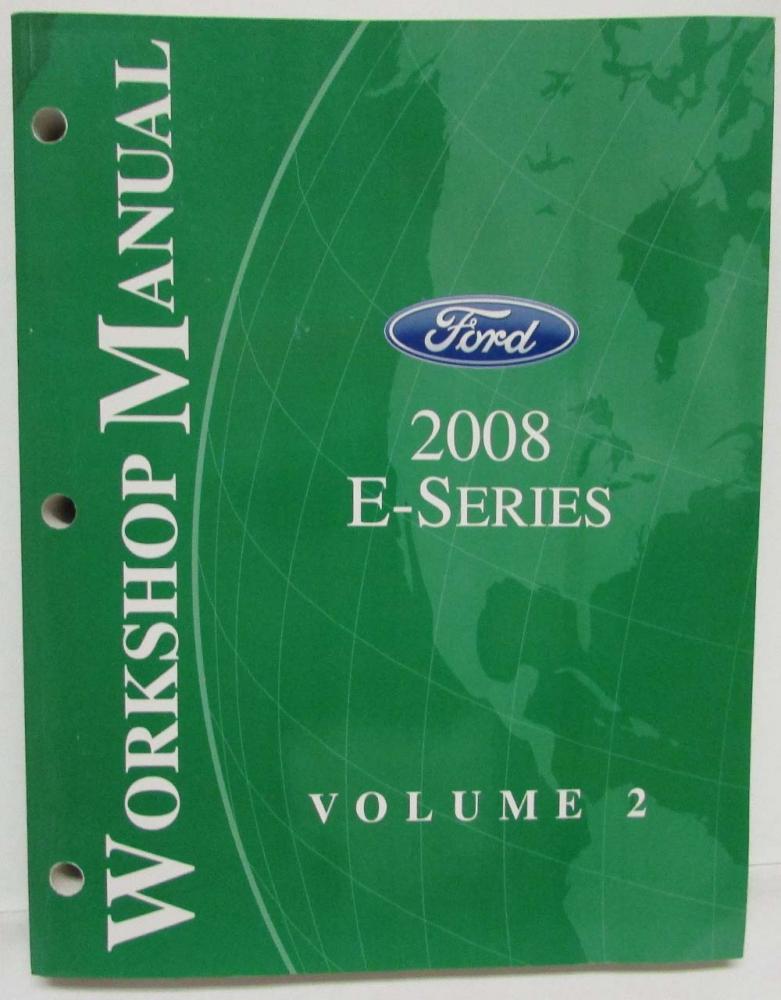 WORKSHOP MANUAL
Ford
2008
E-SERIES
VOLUME 2